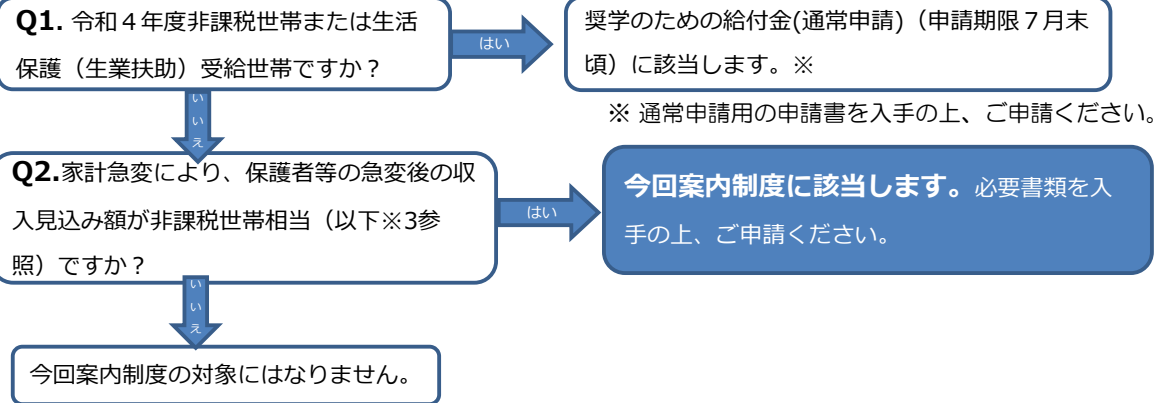 Q1. 令和４年度非課税世帯または生活
保護（生業扶助）受給世帯ですか？
はい
奨学のための給付金(通常申請)（申請期限７月末
頃）に該当します。※
※ 通常申請用の申請書を入手の上、ご申請ください。
いいえ
Q2.家計急変により、保護者等の急変後の収
入見込み額が非課税世帯相当（以下※3参
照）ですか？
はい
今回案内制度に該当します。必要書類を入
手の上、ご申請ください。
いいえ
今回案内制度の対象にはなりません。